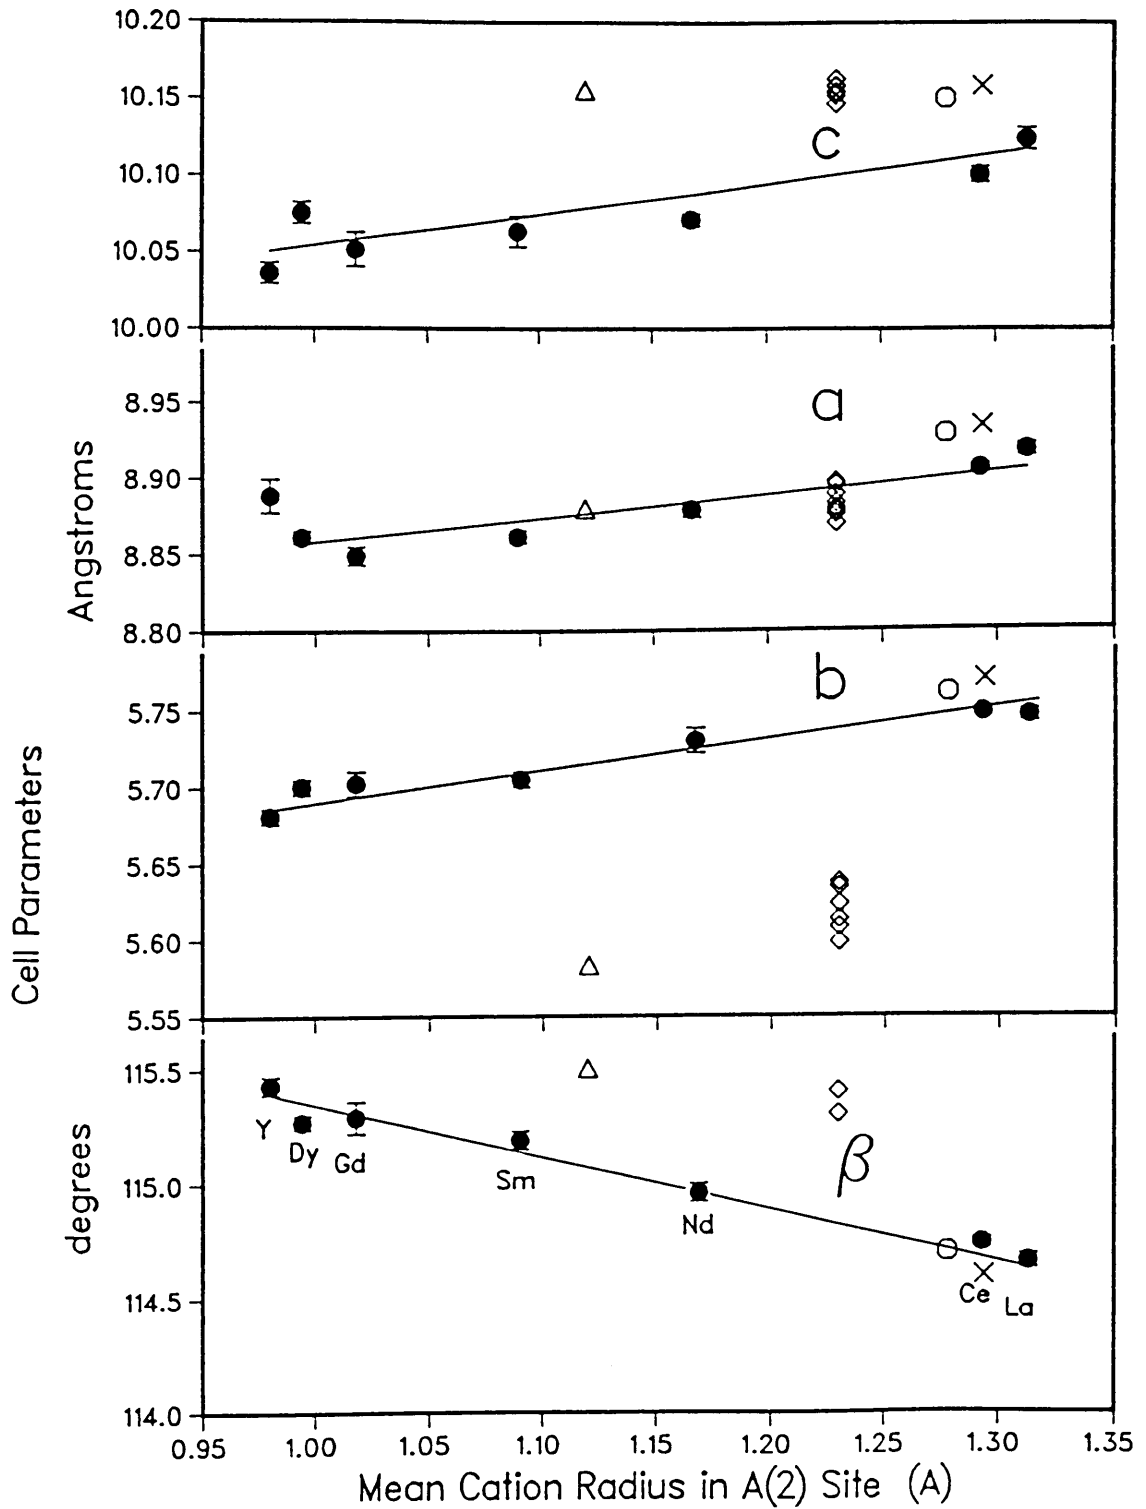 10.20
10.15
10.10
10.05
10.00
c
8.95
8.90
8.85
8.80
a
Angstroms
5.75
5.70
5.65
5.60
5.55
b
Cell Parameters
115.5
115.0
114.5
114.0
β
degrees
Y
Dy
Gd
Sm
Nd
Ce
La
0.95 1.00 1.05 1.10 1.15 1.20 1.25 1.30 1.35
Mean Cation Radius in A(2) Site (A)